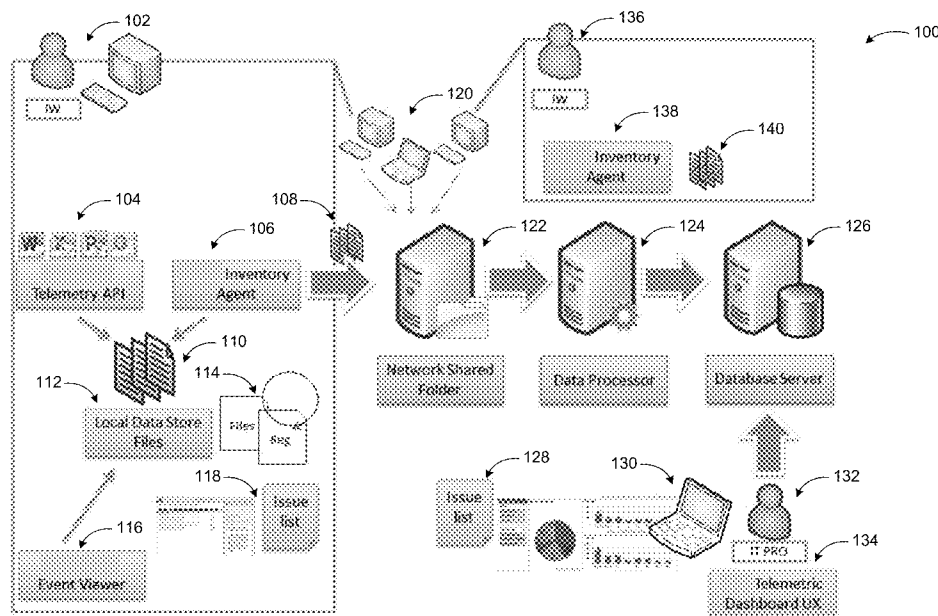 102
136
100
IW
120
IW
138
140
Inventory
Agent
104
108
106
122
124
126
W
P
O
Telemetry API
Inventory
Agent
110
Network Shared
Folder
Data Processor
Database Server
112
114
Local Data Store
Files
Files
Reg
128
130
118
Issue
list
Issue
list
132
116
IT PRO
134
Event Viewer
Telemetric
Dashboard UX